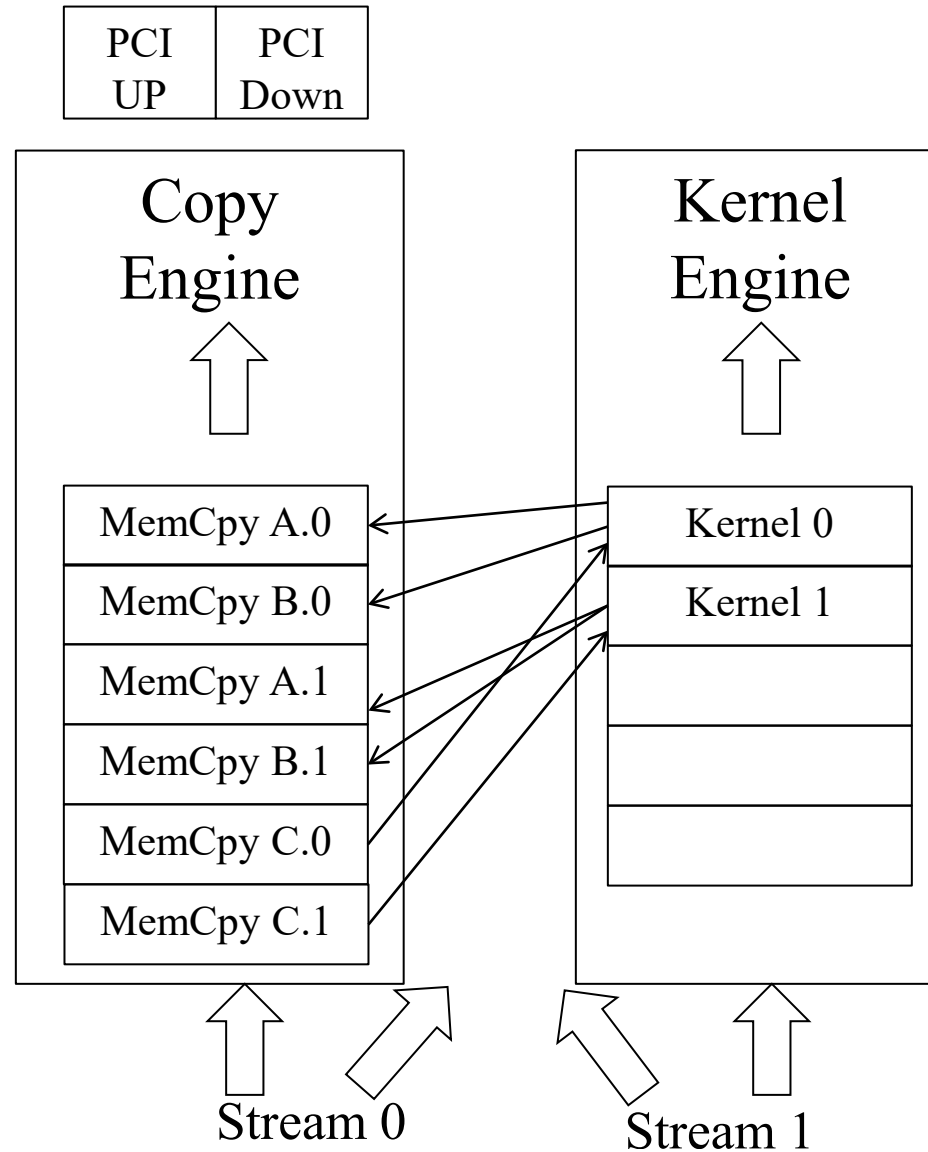 PCI
UP
PCI
Down
Copy
Engine
Kernel
Engine
MemCpy A.0
MemCpy B.0
MemCpy A.1
MemCpy B.1
MemCpy C.0
MemCpy C.1
Kernel 0
Kernel 1
Stream 0
Stream 1